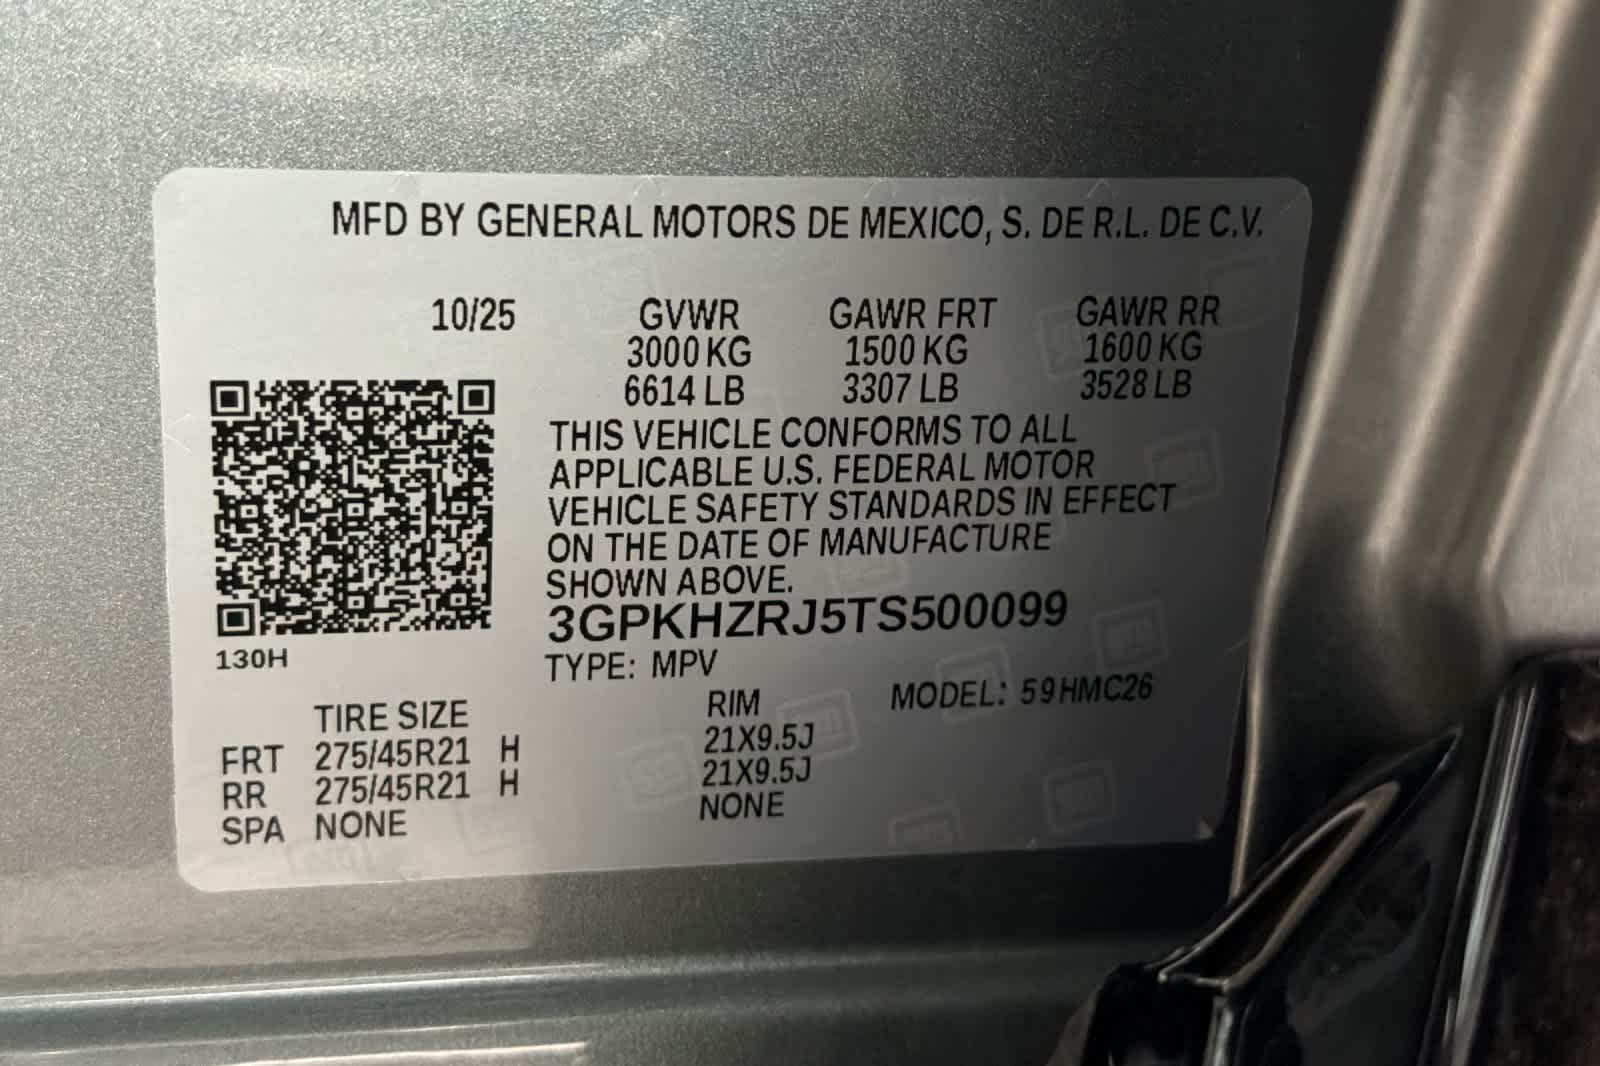 MFD BY GENERAL MOTORS DE MEXICO, S. DE R.L. DE C.V.
10/25 GVWR GAWR FRT GAWR RR
3000 KG 1500 KG 1600 KG
6614 LB 3307 LB 3528 LB
THIS VEHICLE CONFORMS TO ALL
APPLICABLE U.S. FEDERAL MOTOR
VEHICLE SAFETY STANDARDS IN EFFECT
ON THE DATE OF MANUFACTURE
SHOWN ABOVE.
3GPKHZRJ5TS500099
130H
TYPE: MPV
MODEL: 59HMC26
TIRE SIZE RIM
FRT 275/45R21 H 21X9.5J
RR 275/45R21 H 21X9.5J
SPA NONE NONE